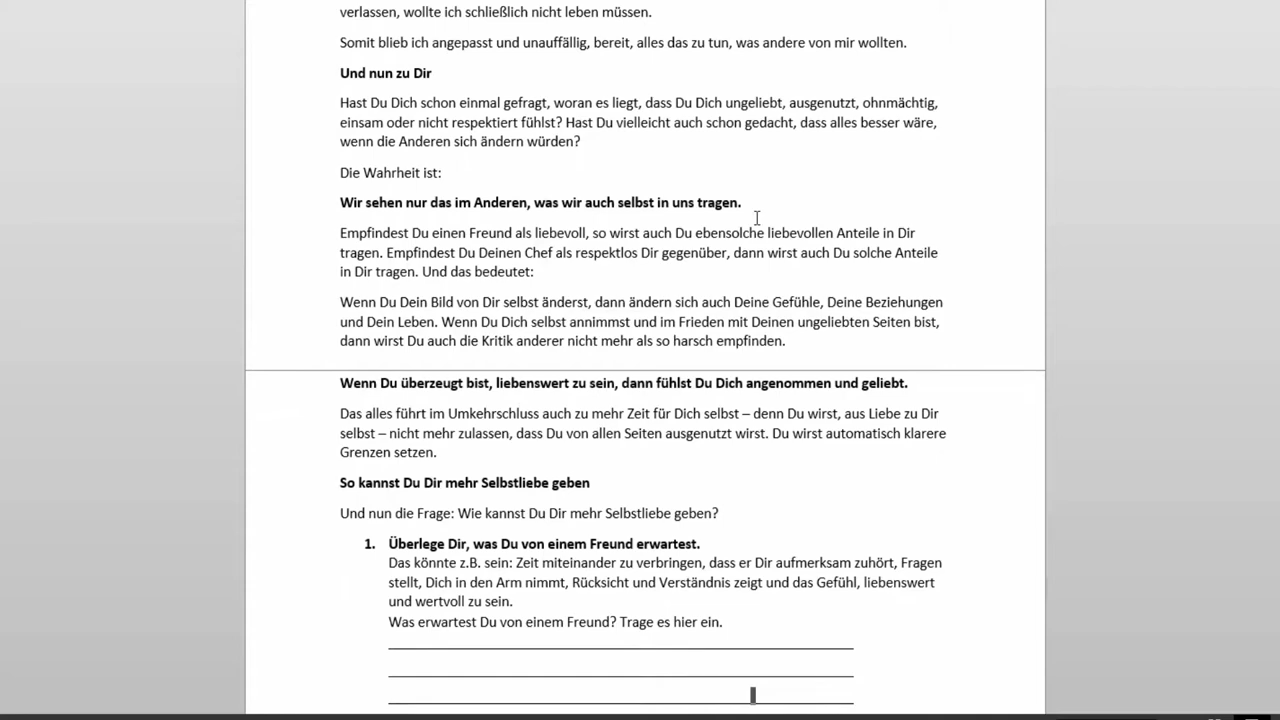 verlassen, wollte ich schließlich nicht leben müssen.
Somit blieb ich angepasst und unauffällig, bereit, alles das zu tun, was andere von mir wollten.
Und nun zu Dir
Hast Du Dich schon einmal gefragt, woran es liegt, dass Du Dich ungeliebt, ausgenutzt, ohnmächtig,
einsam oder nicht respektiert fühlst? Hast Du vielleicht auch schon gedacht, dass alles besser wäre,
wenn die Anderen sich ändern würden?
Die Wahrheit ist:
Wir sehen nur das im Anderen, was wir auch selbst in uns tragen.
Empfindest Du einen Freund als liebevoll, so wirst auch Du ebensolche liebevollen Anteile in Dir
tragen. Empfindest Du Deinen Chef als respektlos Dir gegenüber, dann wirst auch Du solche Anteile
in Dir tragen. Und das bedeutet:
Wenn Du Dein Bild von Dir selbst änderst, dann ändern sich auch Deine Gefühle, Deine Beziehungen
und Dein Leben. Wenn Du Dich selbst annimmst und im Frieden mit Deinen ungeliebten Seiten bist,
dann wirst Du auch die Kritik anderer nicht mehr als so harsch empfinden.
Wenn Du überzeugt bist, liebenswert zu sein, dann fühlst Du Dich angenommen und geliebt.
Das alles führt im Umkehrschluss auch zu mehr Zeit für Dich selbst – denn Du wirst, aus Liebe zu Dir
selbst – nicht mehr zulassen, dass Du von allen Seiten ausgenutzt wirst. Du wirst automatisch klarere
Grenzen setzen.
So kannst Du Dir mehr Selbstliebe geben
Und nun die Frage: Wie kannst Du Dir mehr Selbstliebe geben?
1. Überlege Dir, was Du von einem Freund erwartest.
Das könnte z.B. sein: Zeit miteinander zu verbringen, dass er Dir aufmerksam zuhört, Fragen
stellt, Dich in den Arm nimmt, Rücksicht und Verständnis zeigt und das Gefühl, liebenswert
und wertvoll zu sein.
Was erwartest Du von einem Freund? Trage es hier ein.